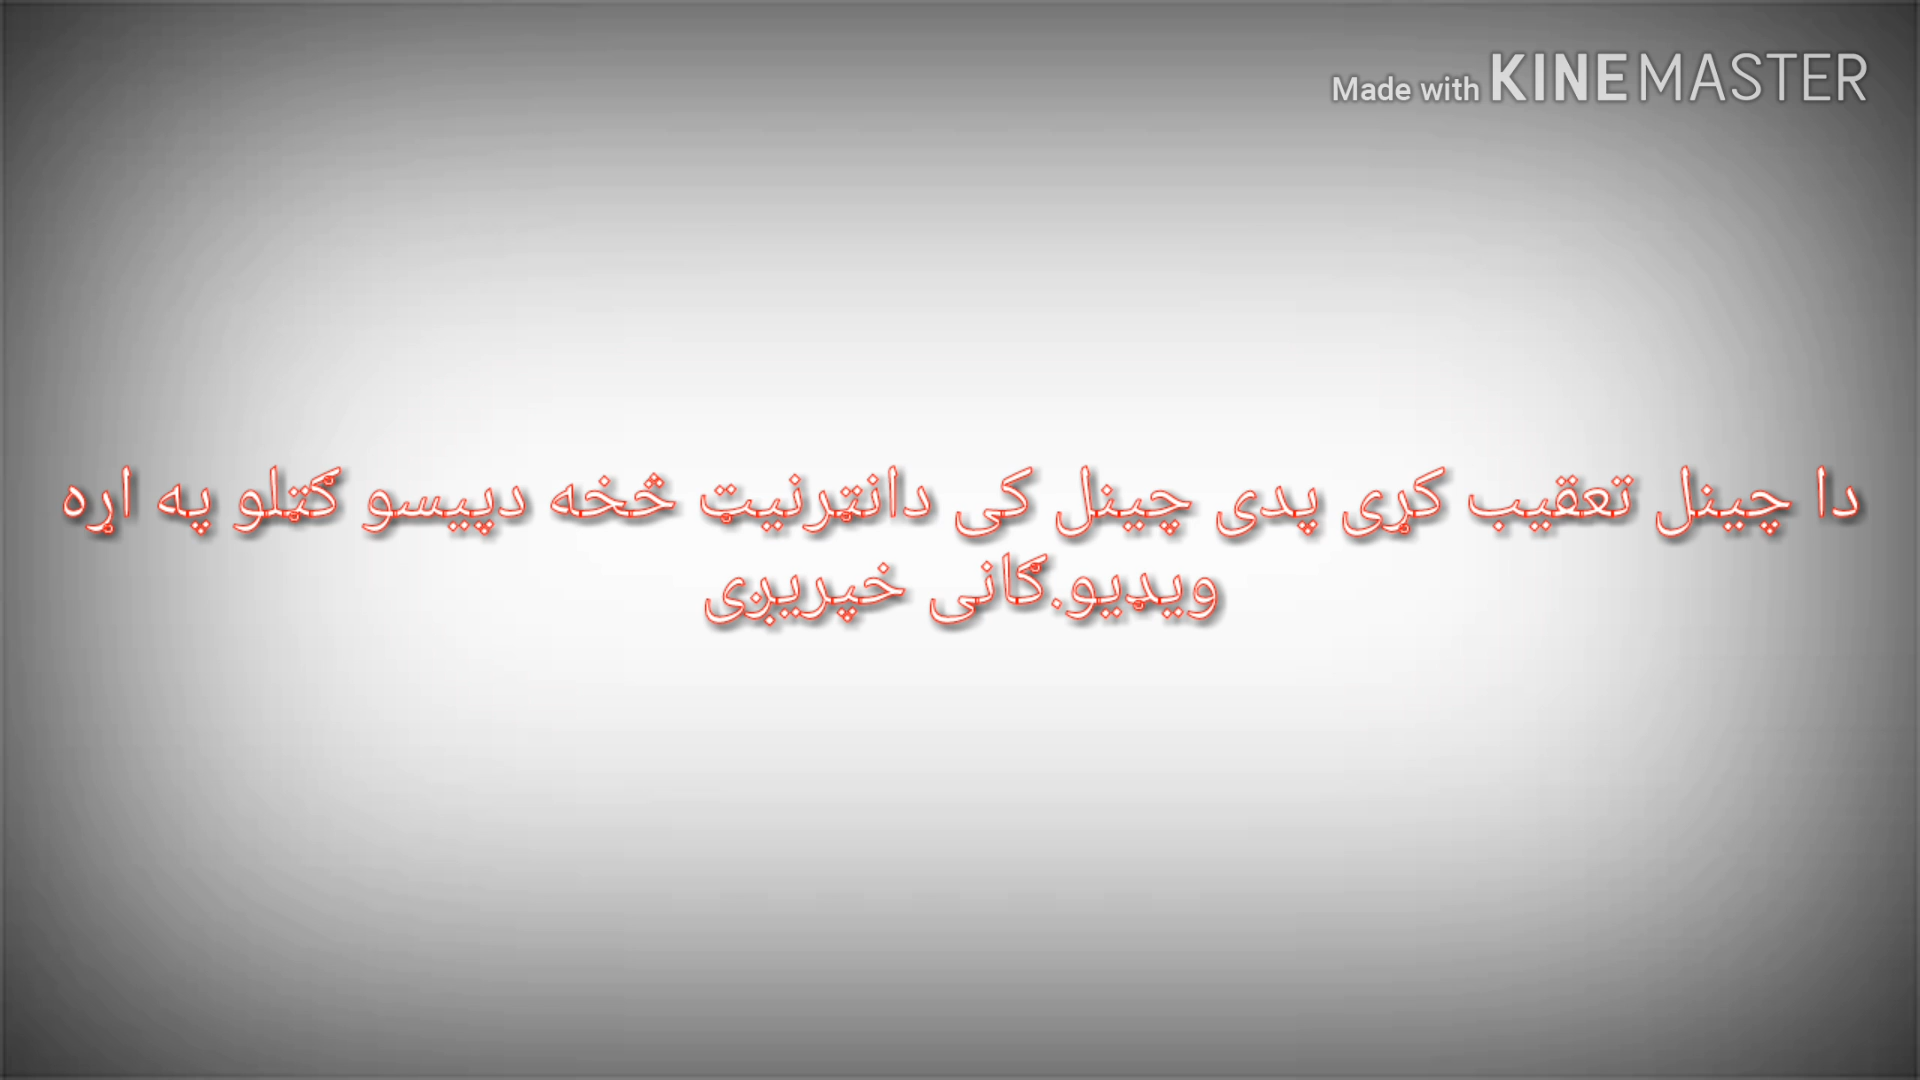 Made with KINEMASTER
دا چینل تعقیب کړی پدی چینل کی دانټرنیټ څخه دپیسو ګټلو په اړه
ویډیو.ګانی خپریږی